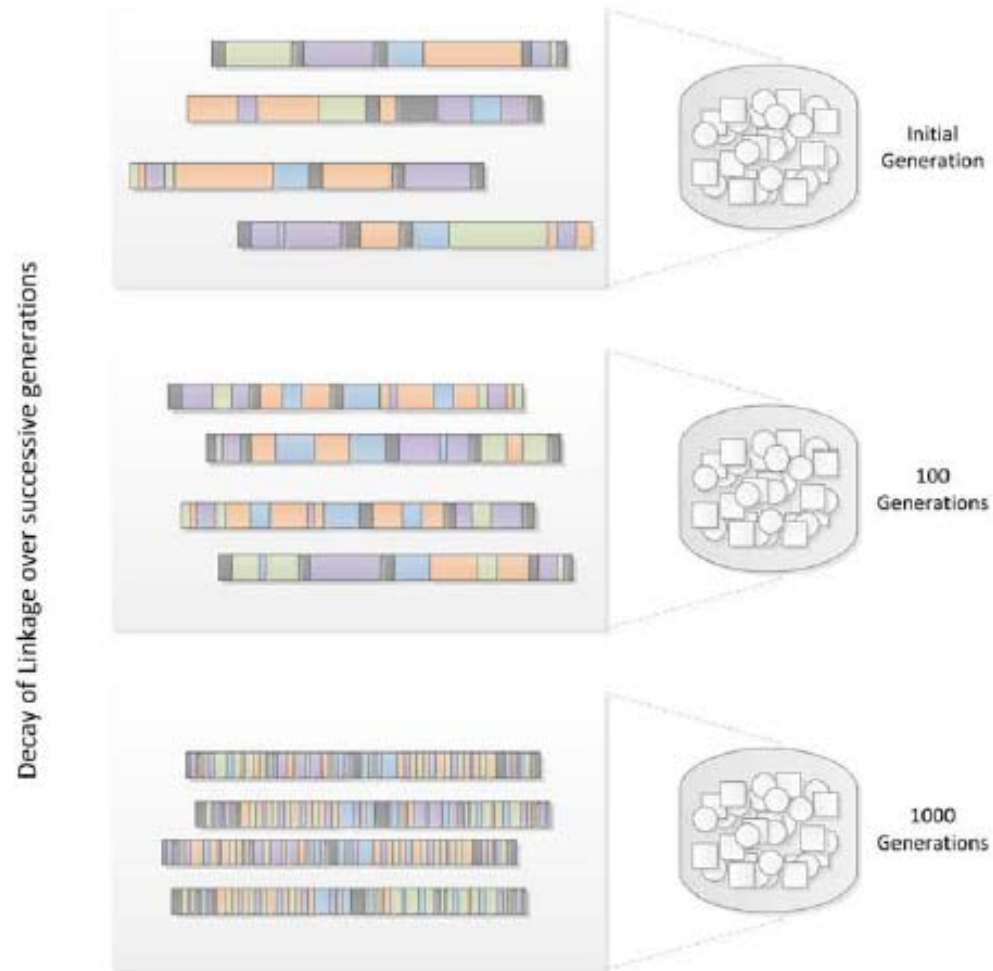 Decay of Linkage over successive generations
Initial
Generation
100
Generations
1000
Generations